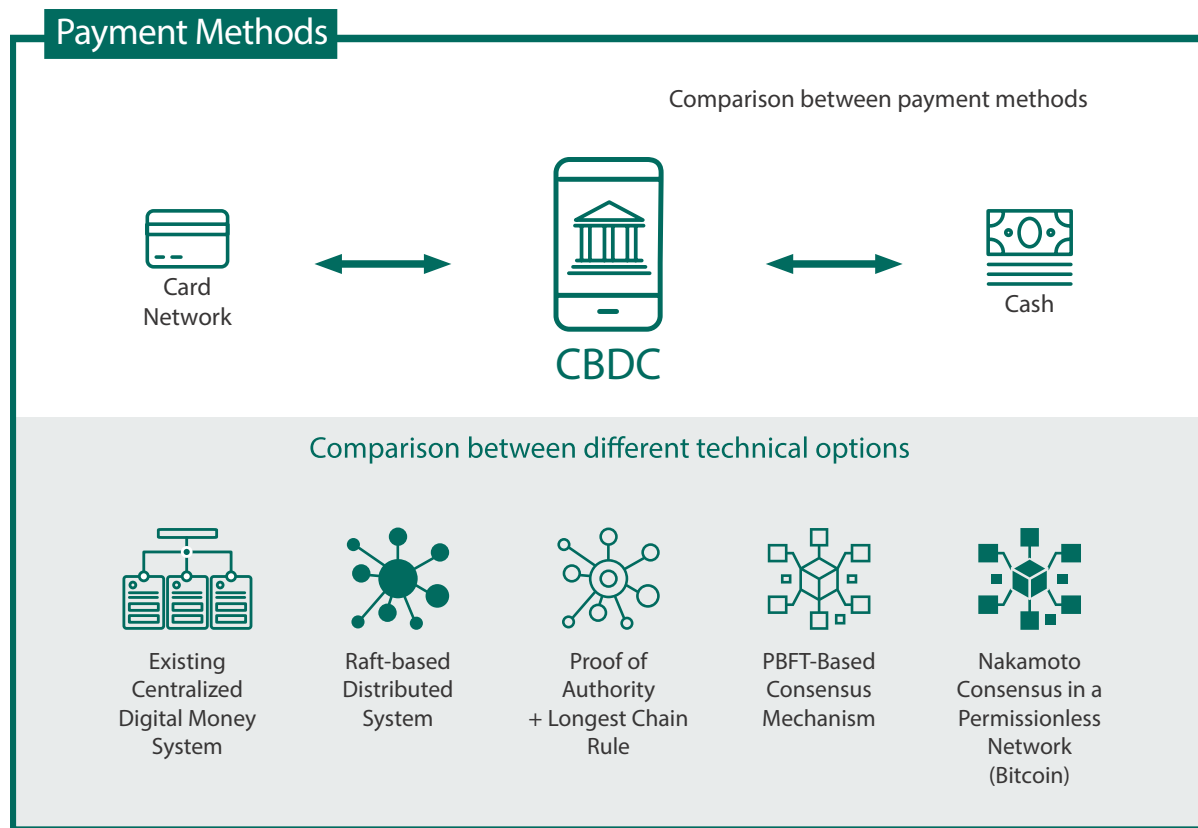 Payment Methods
Comparison between payment methods
Card
Network
CBDC
Cash
Comparison between different technical options
Existing
Centralized
Digital Money
System
Raft-based
Distributed
System
Proof of
Authority
+ Longest Chain
Rule
PBFT-Based
Consensus
Mechanism
Nakamoto
Consensus in a
Permissionless
Network
(Bitcoin)